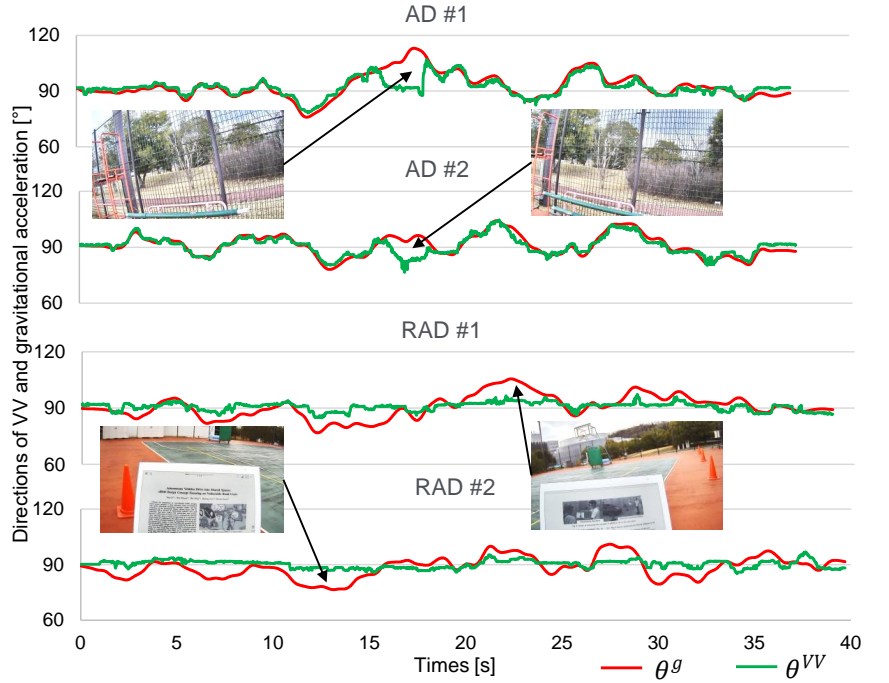 AD #1
120
90
60
AD #2
120
90
60
RAD #1
120
90
60
RAD #2
120
90
60
0 5 10 15 20 25 30 35 40
Times [s]
Directions of VV and gravitational acceleration [°]
θ^g θ^VV